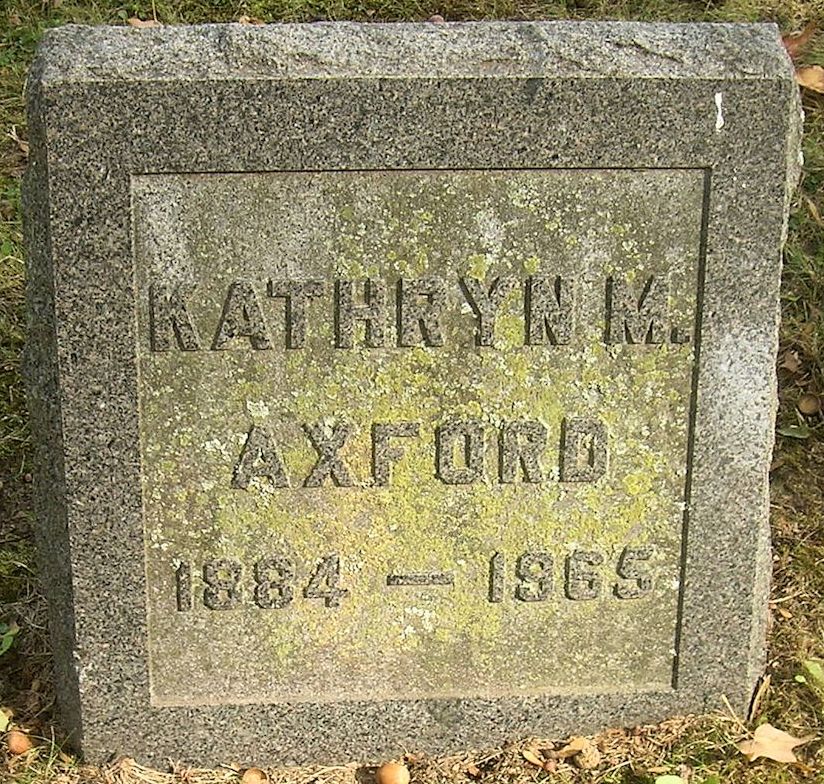 KATHRYN M.
AXFORD
1884 — 1965